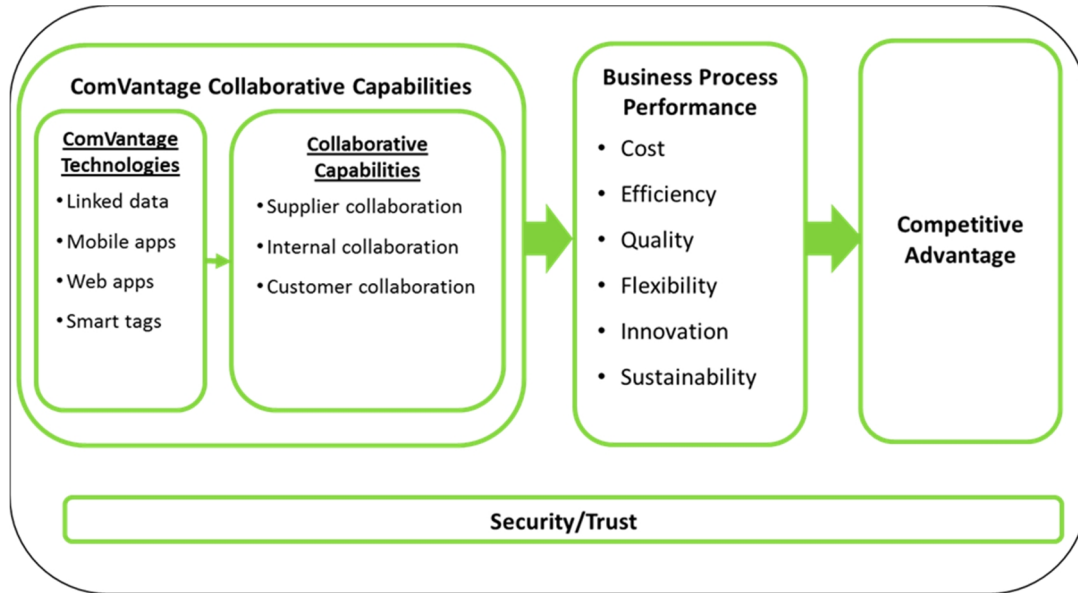 ComVantage Collaborative Capabilities
ComVantage
Technologies
• Linked data
• Mobile apps
• Web apps
• Smart tags
Collaborative
Capabilities
• Supplier collaboration
• Internal collaboration
• Customer collaboration
Business Process
Performance
• Cost
• Efficiency
• Quality
• Flexibility
• Innovation
• Sustainability
Competitive
Advantage
Security/Trust